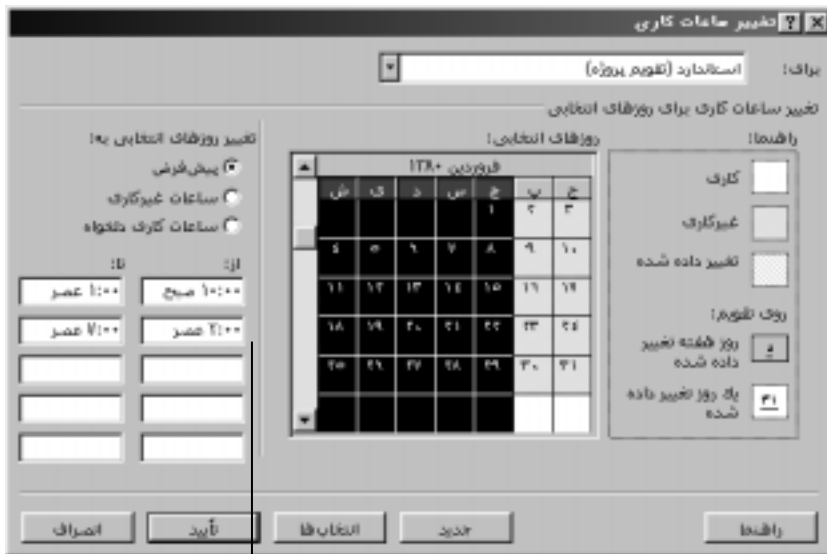 تغییر ساعات کاری
برای:
استاندارد (تقویم پروژه)
تغییر ساعات کاری برای روزهای انتخابی
راهنما:
کاری
غیرکاری
تغییر داده شده
روی تقویم:
روز هفته تغییر
داده شده
یک روز تغییر داده
شده
۳۱
روزهای انتخابی:
فروردین ۱۳۸۰
ش ی د س چ پ ج
۱ ۲ ۳
۴ ۵ ۶ ۷ ۸ ۹ ۱۰
۱۱ ۱۲ ۱۳ ۱۴ ۱۵ ۱۶ ۱۷
۱۸ ۱۹ ۲۰ ۲۱ ۲۲ ۲۳ ۲۴
۲۵ ۲۶ ۲۷ ۲۸ ۲۹ ۳۰ ۳۱
تغییر روزهای انتخابی به:
پیش‌فرض
ساعات غیرکاری
ساعات کاری دلخواه
از: تا:
۱۰:۰۰ صبح ۱:۰۰ عصر
عصر ۷:۰۰ عصر
راهنما جدید انتخاب‌ها تأیید انصراف